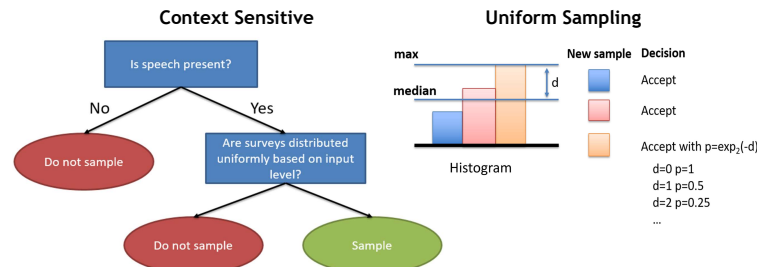 Context Sensitive
Is speech present?
No
Yes
Do not sample
Are surveys distributed
uniformly based on input
level?
Do not sample
Sample
Uniform Sampling
max
median
d
Histogram
New sample Decision
Accept
Accept
Accept with p=exp₂(-d)
d=0 p=1
d=1 p=0.5
d=2 p=0.25
...